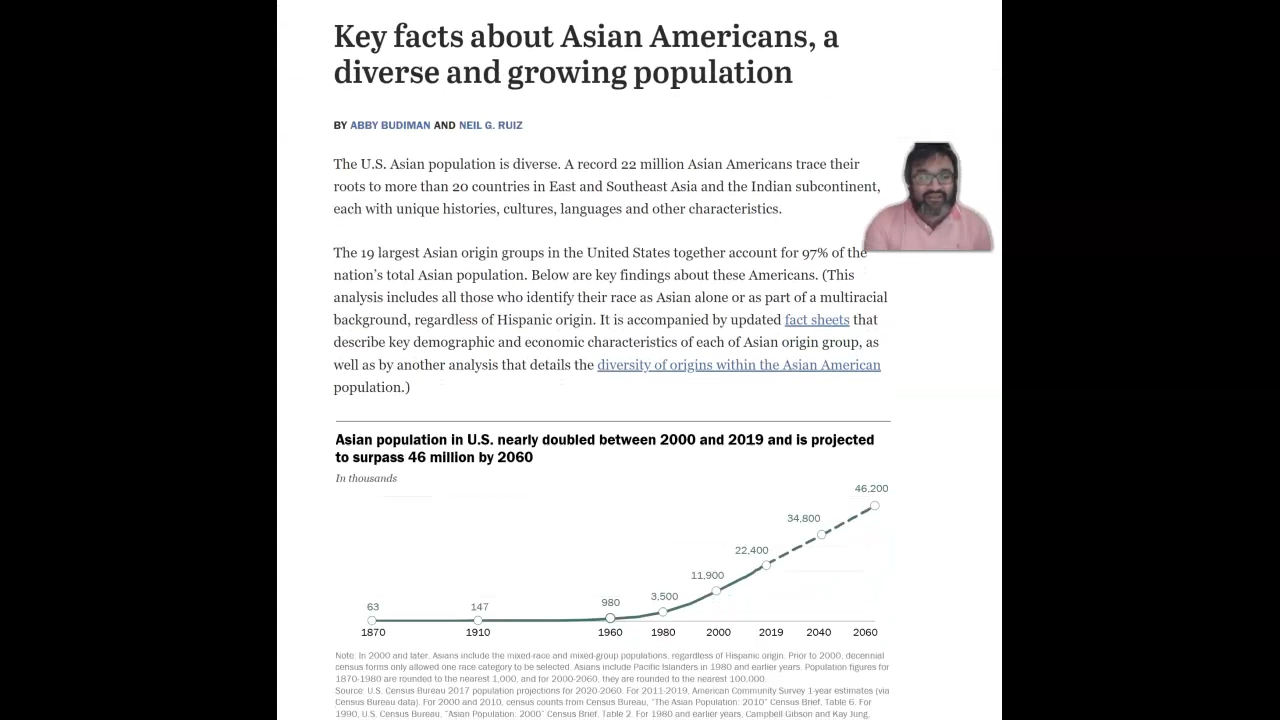 Key facts about Asian Americans, a
diverse and growing population
BY ABBY BUDIMAN AND NEIL G. RUIZ
The U.S. Asian population is diverse. A record 22 million Asian Americans trace their
roots to more than 20 countries in East and Southeast Asia and the Indian subcontinent,
each with unique histories, cultures, languages and other characteristics.
The 19 largest Asian origin groups in the United States together account for 97% of the
nation's total Asian population. Below are key findings about these Americans. (This
analysis includes all those who identify their race as Asian alone or as part of a multiracial
background, regardless of Hispanic origin. It is accompanied by updated fact sheets that
describe key demographic and economic characteristics of each of Asian origin group, as
well as by another analysis that details the diversity of origins within the Asian American
population.)
Asian population in U.S. nearly doubled between 2000 and 2019 and is projected
to surpass 46 million by 2060
In thousands
46,200
34,800
22,400
11,900
3,500
980
147
63
1870 1910 1960 1980 2000 2019 2040 2060
Note: In 2000 and later, Asians include the mixed-race and mixed-group populations, regardless of Hispanic origin. Prior to 2000, decennial
census forms only allowed one race category to be selected. Asians include Pacific Islanders in 1980 and earlier years. Population figures for
1870-1980 are rounded to the nearest 1,000, and for 2000-2060, they are rounded to the nearest 100,000.
Source: U.S. Census Bureau 2017 population projections for 2020-2060. For 2011-2019, American Community Survey 1-year estimates (via
Census Bureau data). For 2000 and 2010, census counts from Census Bureau, "The Asian Population: 2010" Census Brief, Table 6. For
1990, U.S. Census Bureau, "Asian Population: 2000" Census Brief, Table 2. For 1980 and earlier years, Campbell Gibson and Kay Jung,